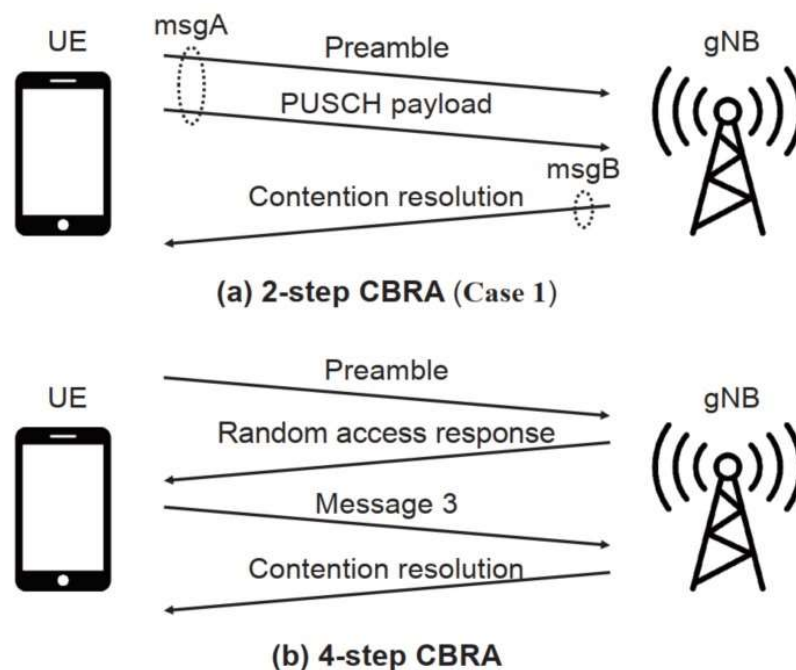 msgA
UE
Preamble
gNB
PUSCH payload
msgB
Contention resolution
(a) 2-step CBRA (Case 1)
Preamble
UE
gNB
Random access response
Message 3
Contention resolution
(b) 4-step CBRA